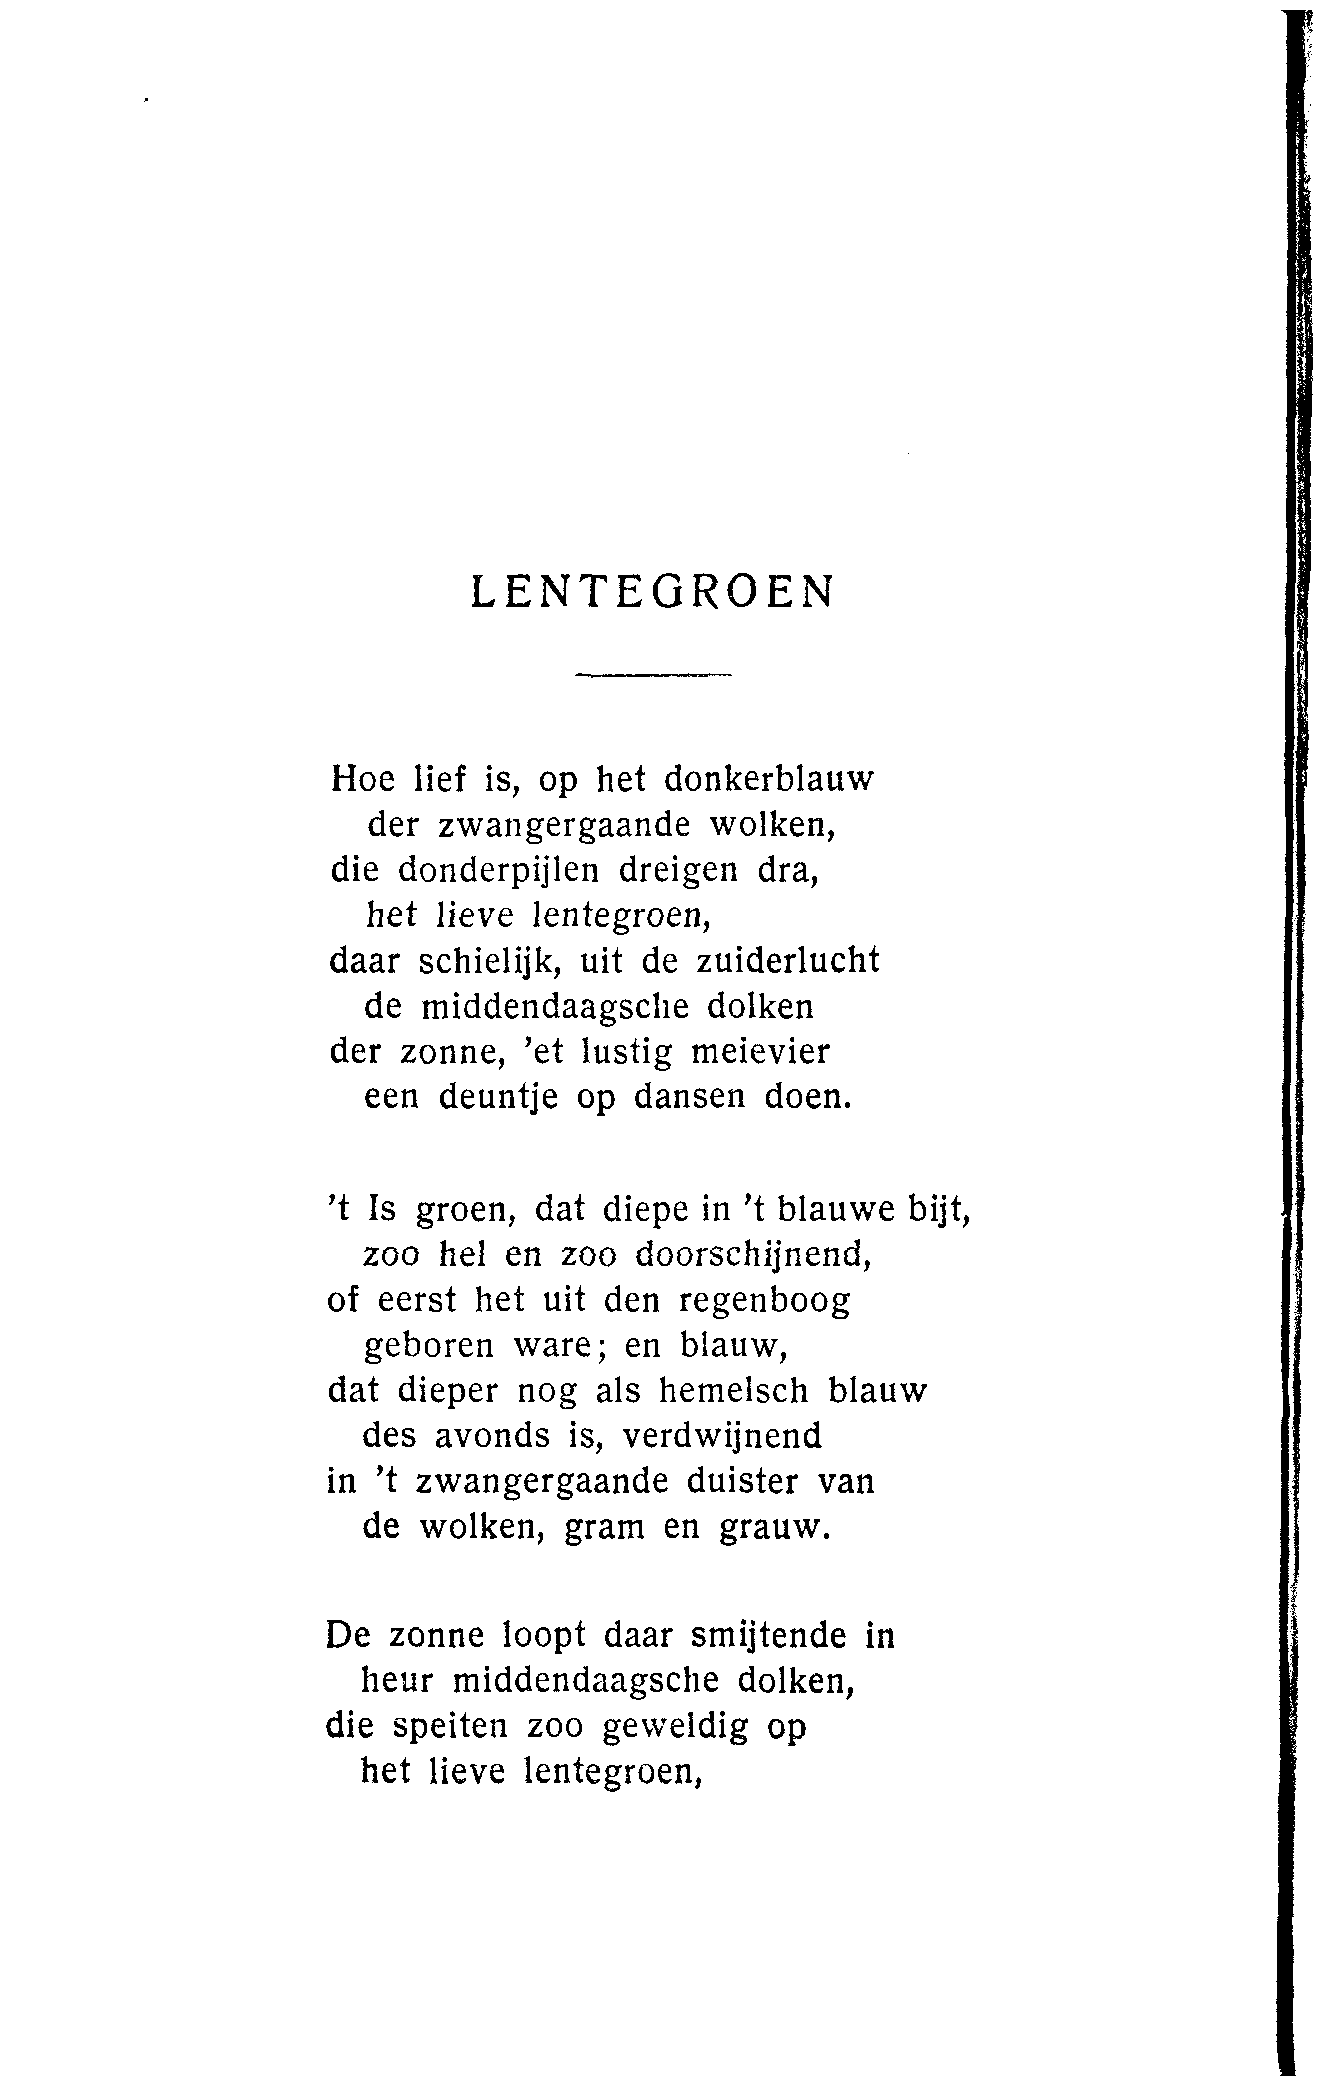 LENTEGROEN
Hoe lief is, op het donkerblauw
der zwangergaande wolken,
die donderpijlen dreigen dra,
het lieve lentegroen,
daar schielijk, uit de zuiderlucht
de middendaagsche dolken
der zonne, 'et lustig meievier
een deuntje op dansen doen.
't Is groen, dat diepe in 't blauwe bijt,
zoo hel en zoo doorschijnend,
of eerst het uit den regenboog
geboren ware; en blauw,
dat dieper nog als hemelsch blauw
des avonds is, verdwijnend
in 't zwangergaande duister van
de wolken, gram en grauw.
De zonne loopt daar smijtende in
heur middendaagsche dolken,
die speiten zoo geweldig op
het lieve lentegroen,